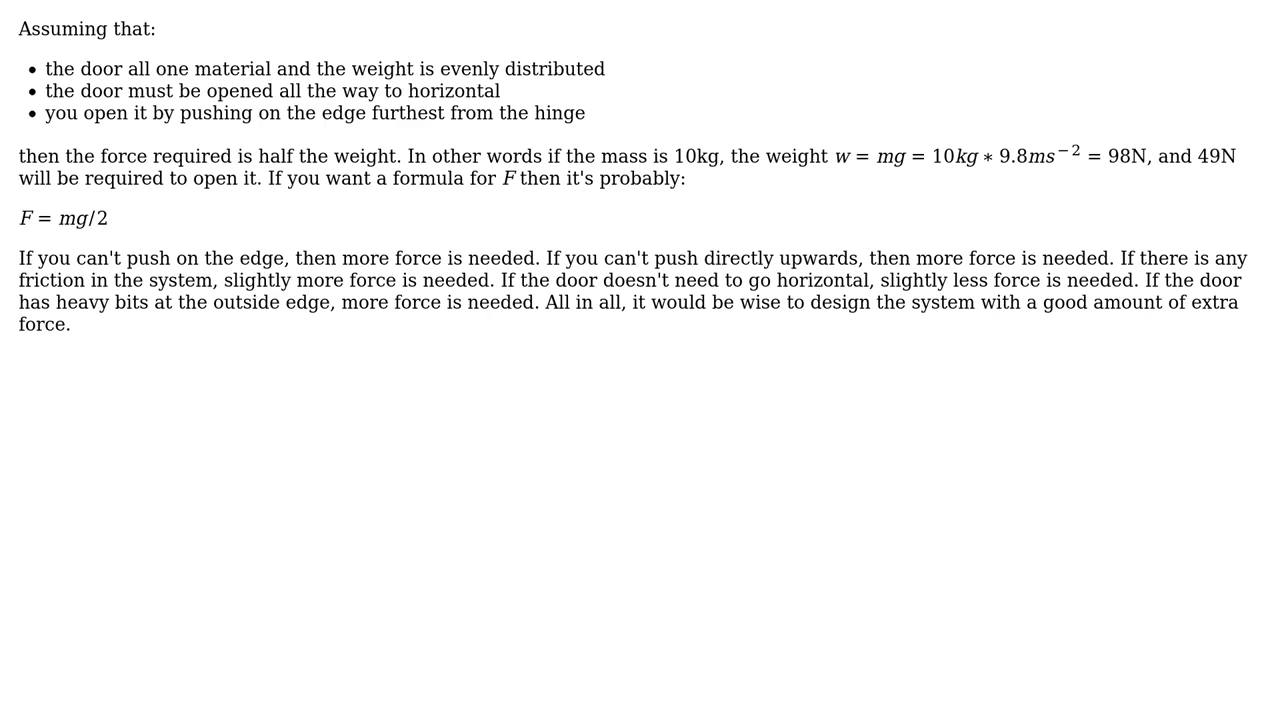 Assuming that:
• the door all one material and the weight is evenly distributed
• the door must be opened all the way to horizontal
• you open it by pushing on the edge furthest from the hinge
then the force required is half the weight. In other words if the mass is 10kg, the weight w = mg = 10kg ∗ 9.8ms⁻² = 98N, and 49N
will be required to open it. If you want a formula for F then it's probably:
F = mg/2
If you can't push on the edge, then more force is needed. If you can't push directly upwards, then more force is needed. If there is any
friction in the system, slightly more force is needed. If the door doesn't need to go horizontal, slightly less force is needed. If the door
has heavy bits at the outside edge, more force is needed. All in all, it would be wise to design the system with a good amount of extra
force.